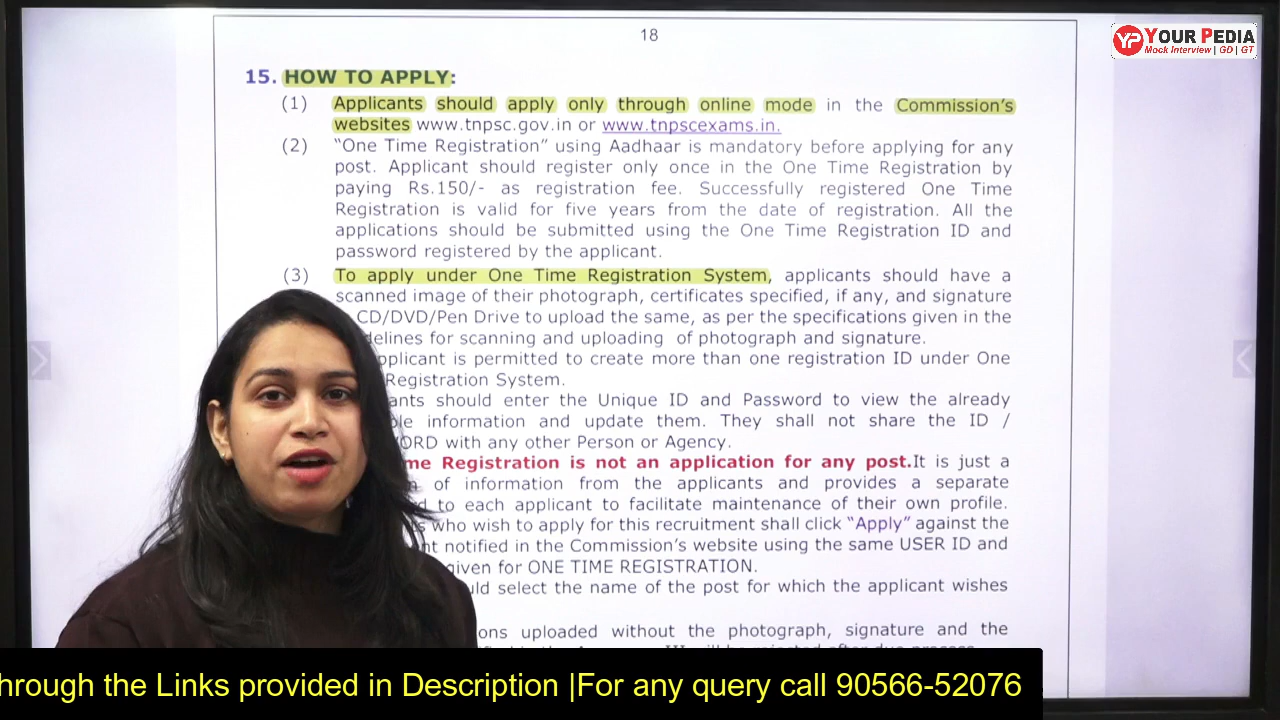 18
YP YOUR PEDIA
Mock Interview | GD | GT
15. HOW TO APPLY:
(1) Applicants should apply only through online mode in the Commission's
websites www.tnpsc.gov.in or www.tnpscexams.in.
(2) "One Time Registration" using Aadhaar is mandatory before applying for any
post. Applicant should register only once in the One Time Registration by
paying Rs.150/- as registration fee. Successfully registered One Time
Registration is valid for five years from the date of registration. All the
applications should be submitted using the One Time Registration ID and
password registered by the applicant.
(3) To apply under One Time Registration System, applicants should have a
scanned image of their photograph, certificates specified, if any, and signature
CD/DVD/Pen Drive to upload the same, as per the specifications given in the
delines for scanning and uploading of photograph and signature.
pplicant is permitted to create more than one registration ID under One
Registration System.
ants should enter the Unique ID and Password to view the already
le information and update them. They shall not share the ID /
ORD with any other Person or Agency.
me Registration is not an application for any post. It is just a
of information from the applicants and provides a separate
d to each applicant to facilitate maintenance of their own profile.
s who wish to apply for this recruitment shall click "Apply" against the
nt notified in the Commission's website using the same USER ID and
given for ONE TIME REGISTRATION.
uld select the name of the post for which the applicant wishes
ons uploaded without the photograph, signature and the
hrough the Links provided in Description |For any query call 90566-52076